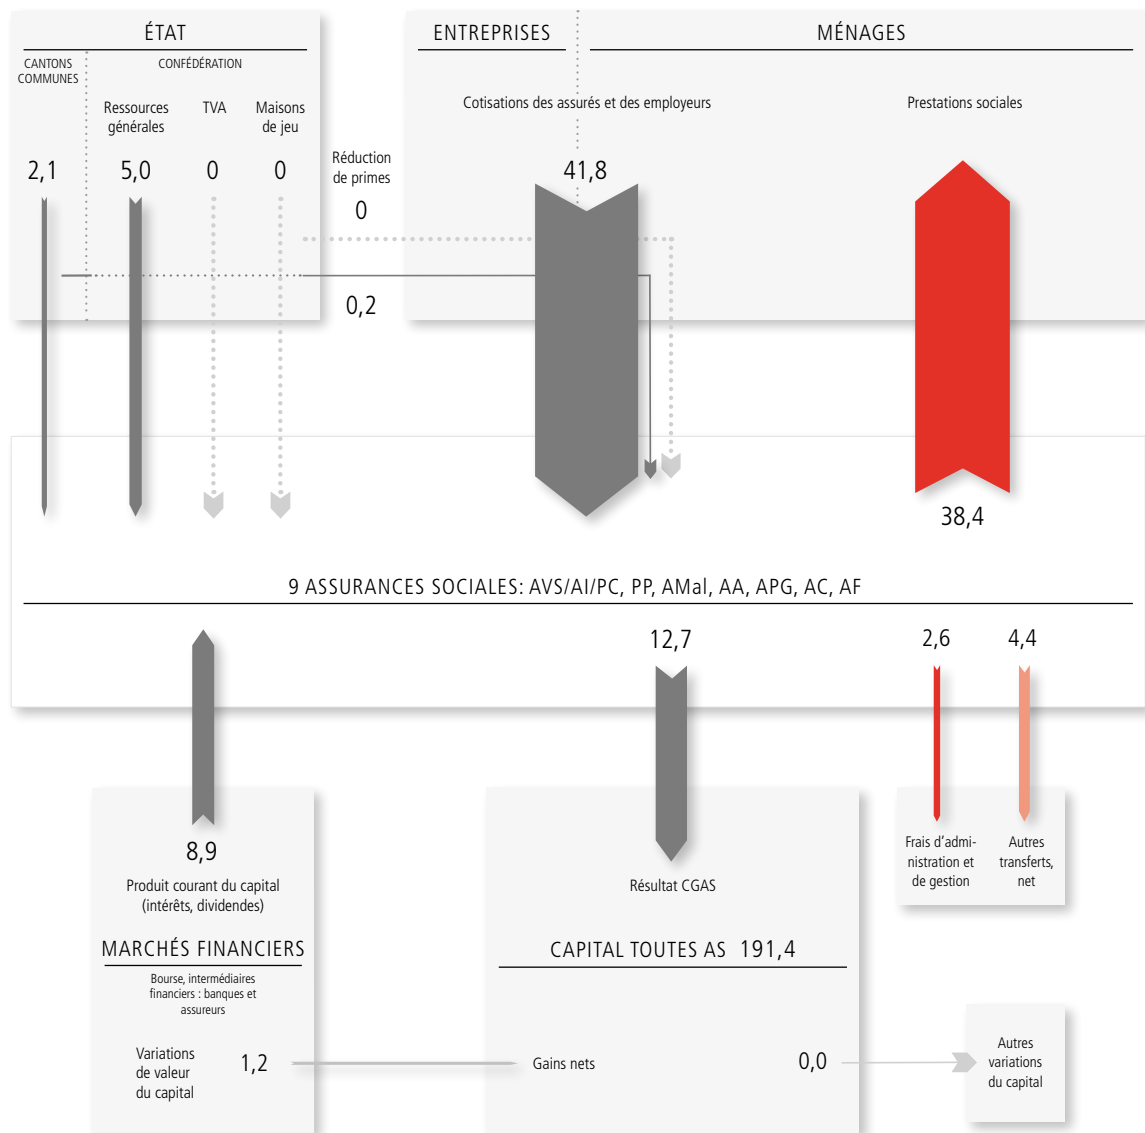 ÉTAT
CANTONS
COMMUNES
CONFÉDÉRATION
Ressources
générales
TVA
Maisons
de jeu
2,1
5,0
0
0
Réduction
de primes
0
0,2
ENTREPRISES
MÉNAGES
Cotisations des assurés et des employeurs
Prestations sociales
41,8
38,4
9 ASSURANCES SOCIALES: AVS/AI/PC, PP, AMal, AA, APG, AC, AF
12,7
2,6
4,4
8,9
Produit courant du capital
(intérêts, dividendes)
MARCHÉS FINANCIERS
Bourse, intermédiaires
financiers : banques et
assureurs
Variations
de valeur
du capital
1,2
Résultat CGAS
CAPITAL TOUTES AS 191,4
Gains nets
0,0
Frais d'admi-
nistration et
de gestion
Autres
transferts,
net
Autres
variations
du capital